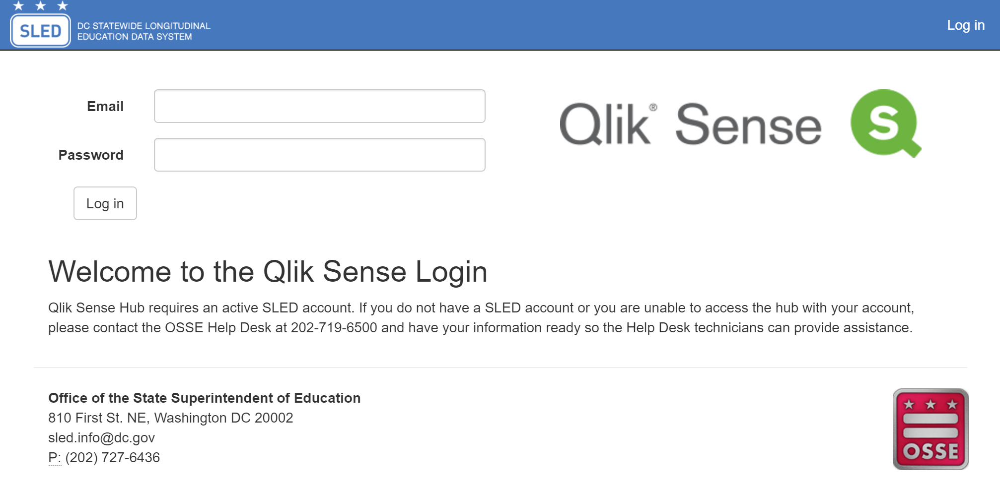 SLED
DC STATEWIDE LONGITUDINAL
EDUCATION DATA SYSTEM
Log in
Email
Password
Log in
Qlik® Sense
S
Welcome to the Qlik Sense Login
Qlik Sense Hub requires an active SLED account. If you do not have a SLED account or you are unable to access the hub with your account,
please contact the OSSE Help Desk at 202-719-6500 and have your information ready so the Help Desk technicians can provide assistance.
Office of the State Superintendent of Education
810 First St. NE, Washington DC 20002
sled.info@dc.gov
P: (202) 727-6436
OSSE